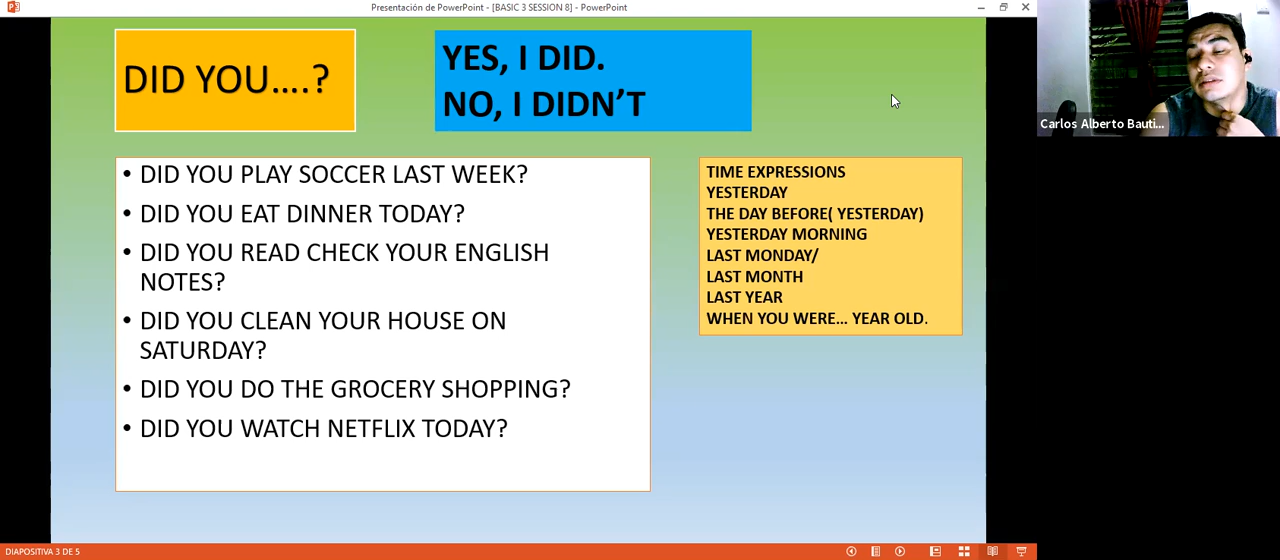 Presentación de PowerPoint - [BASIC 3 SESSION 8] - PowerPoint
DID YOU....?
YES, I DID.
NO, I DIDN'T
Carlos Alberto Bauti...
• DID YOU PLAY SOCCER LAST WEEK?
• DID YOU EAT DINNER TODAY?
• DID YOU READ CHECK YOUR ENGLISH
NOTES?
• DID YOU CLEAN YOUR HOUSE ON
SATURDAY?
• DID YOU DO THE GROCERY SHOPPING?
• DID YOU WATCH NETFLIX TODAY?
TIME EXPRESSIONS
YESTERDAY
THE DAY BEFORE( YESTERDAY)
YESTERDAY MORNING
LAST MONDAY/
LAST MONTH
LAST YEAR
WHEN YOU WERE... YEAR OLD.
DIAPOSITIVA 3 DE 5